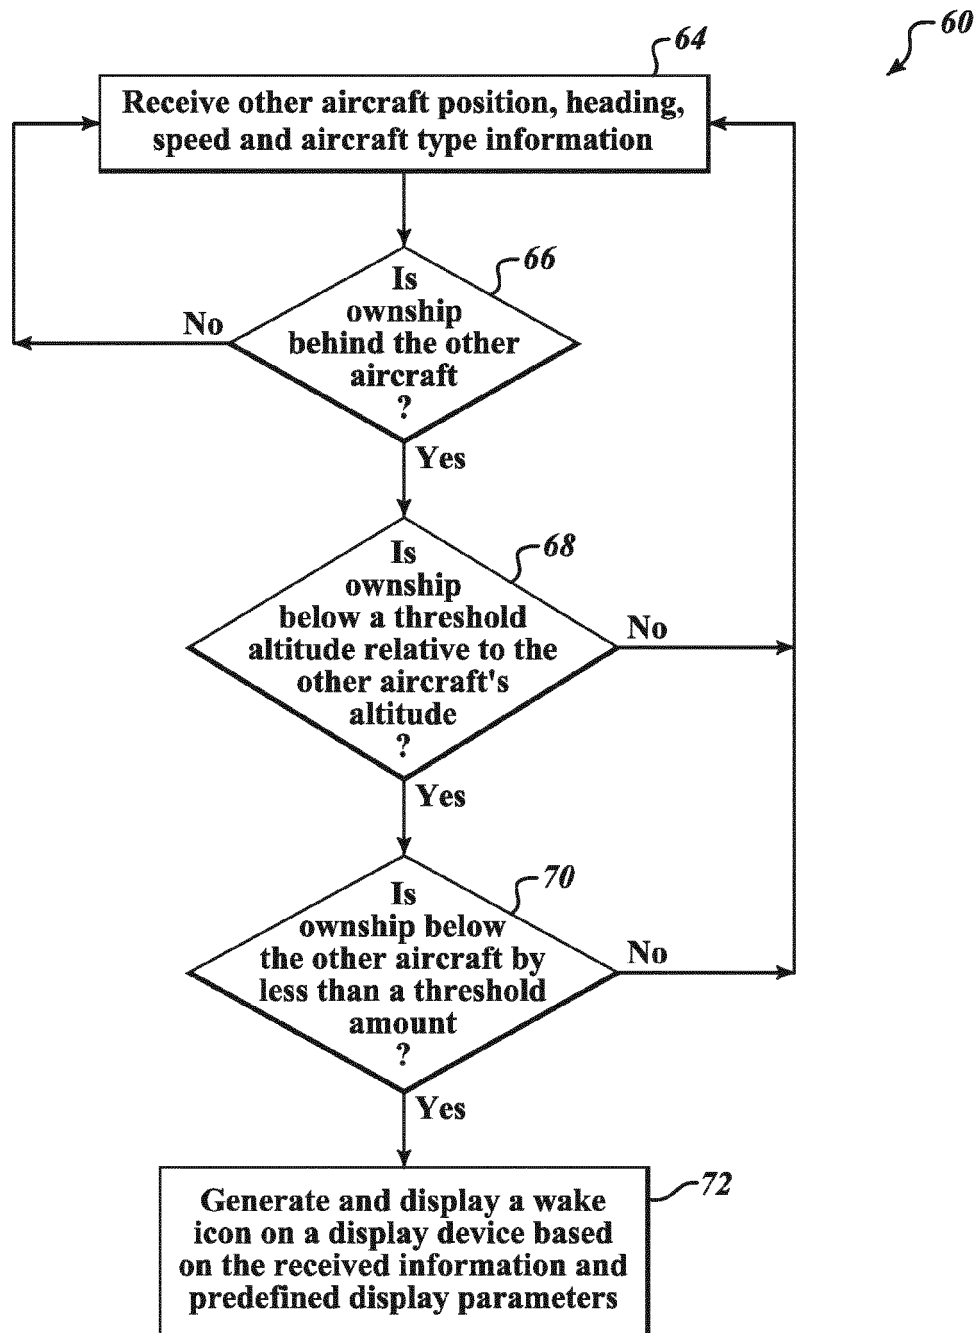 60
64
Receive other aircraft position, heading,
speed and aircraft type information
66
Is
ownship
behind the other
aircraft
?
No
Yes
68
Is
ownship
below a threshold
altitude relative to the
other aircraft's
altitude
?
No
Yes
70
Is
ownship below
the other aircraft by
less than a threshold
amount
?
No
Yes
72
Generate and display a wake
icon on a display device based
on the received information and
predefined display parameters